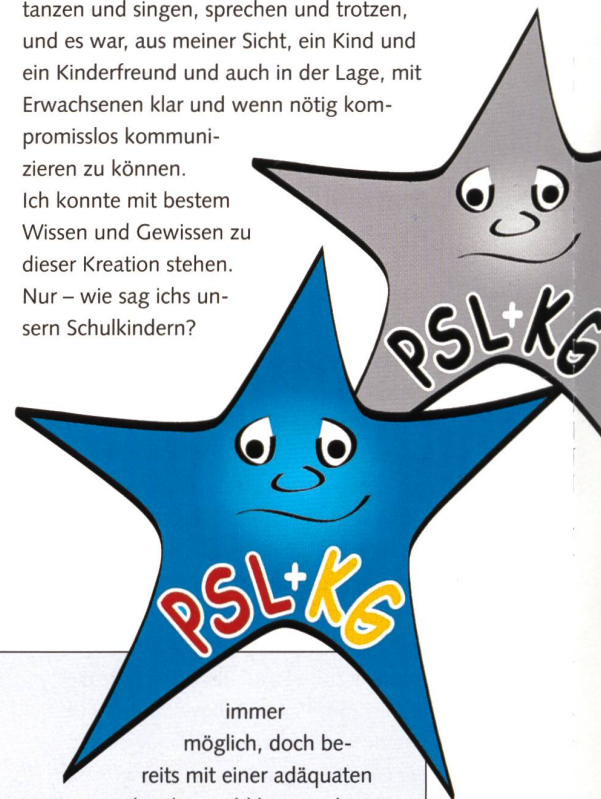 tanzen und singen, sprechen und trotzen,
und es war, aus meiner Sicht, ein Kind und
ein Kinderfreund und auch in der Lage, mit
Erwachsenen klar und wenn nötig kom-
promisslos kommuni-
zieren zu können.
Ich konnte mit bestem
Wissen und Gewissen zu
dieser Kreation stehen.
Nur – wie sag ichs un-
sern Schulkindern?
PSL+KG
PSL+KG
immer
möglich, doch be-
reits mit einer adäquaten